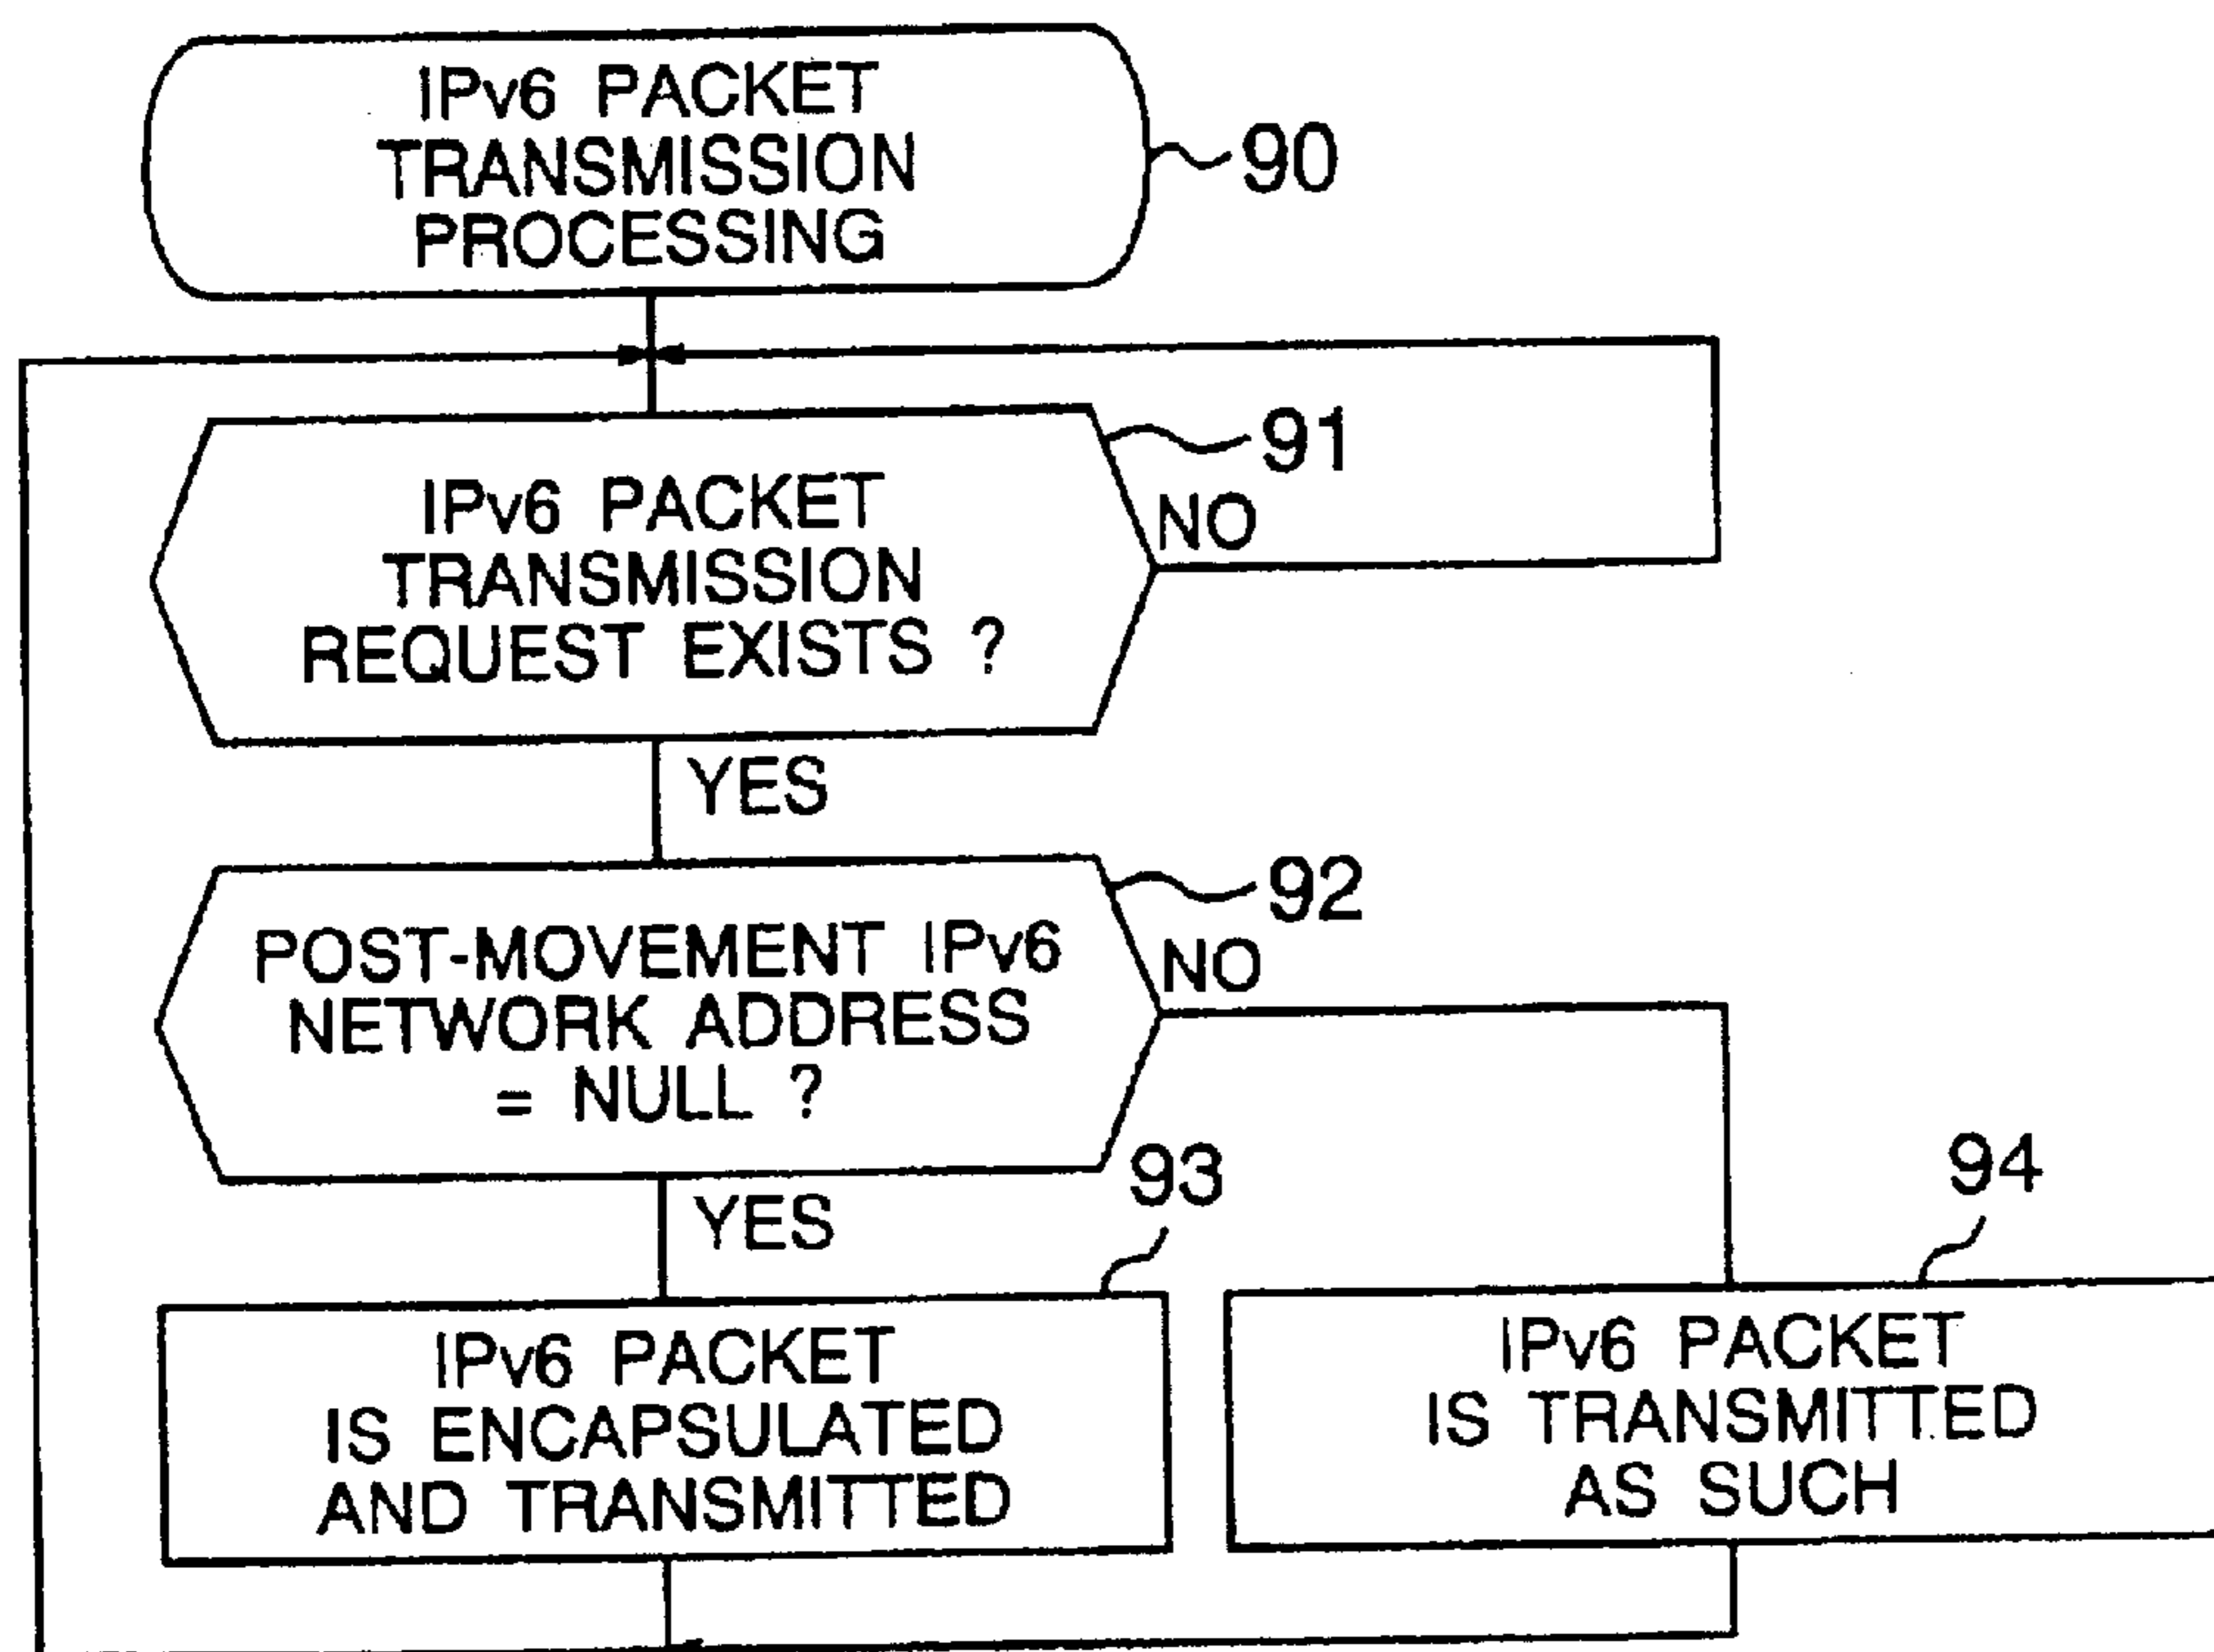 IPv6 PACKET
TRANSMISSION
PROCESSING
90
91
IPv6 PACKET
TRANSMISSION
REQUEST EXISTS ?
NO
YES
92
POST-MOVEMENT IPv6
NETWORK ADDRESS
= NULL ?
NO
YES
93
94
IPv6 PACKET
IS ENCAPSULATED
AND TRANSMITTED
IPv6 PACKET
IS TRANSMITTED
AS SUCH